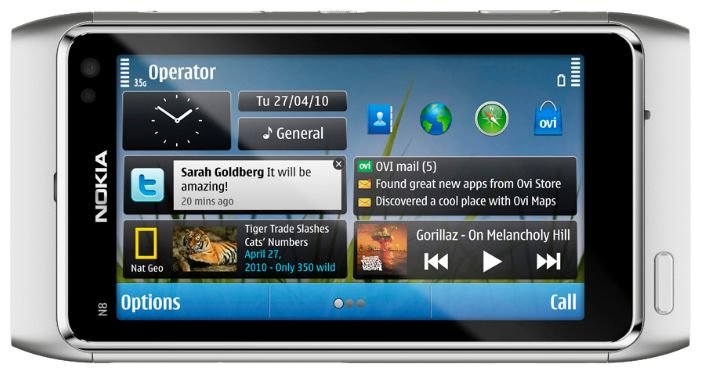 3.5G
Operator
Tu 27/04/10
General
ovi
Sarah Goldberg It will be
amazing!
20 mins ago
ovi OVI mail (5)
Found great new apps from Ovi Store
Discovered a cool place with Ovi Maps
Nat Geo
Tiger Trade Slashes
Cats' Numbers
April 27,
2010 - Only 350 wild
Gorillaz - On Melancholy Hill
Options
Call
NOKIA
N8